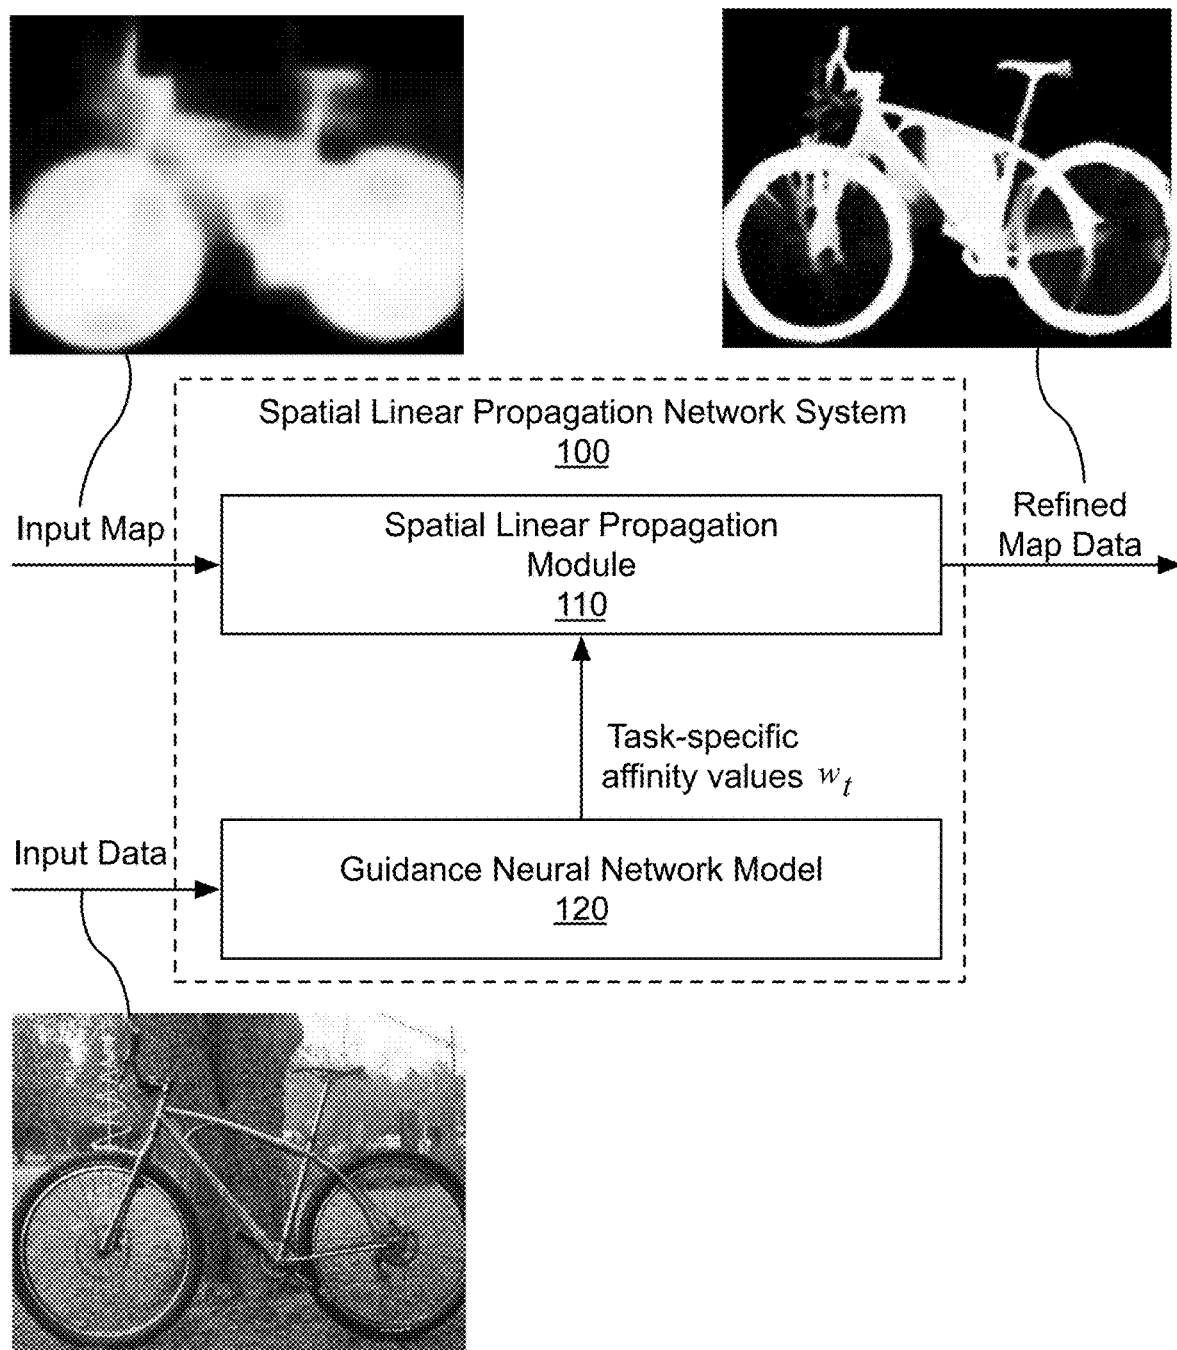 Spatial Linear Propagation Network System
100
Input Map
Spatial Linear Propagation
Module
110
Refined
Map Data
Task-specific
affinity values w_t
Input Data
Guidance Neural Network Model
120